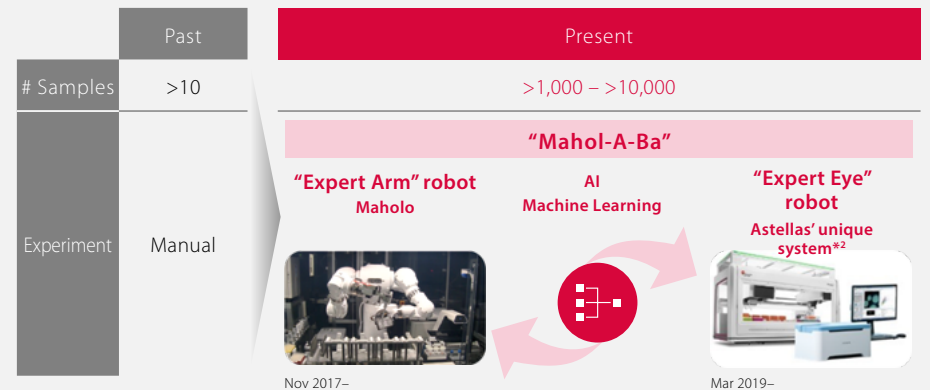 Past
Present
# Samples
>10
>1,000 – >10,000
“Mahol-A-Ba”
“Expert Arm” robot
Maholo
AI
Machine Learning
“Expert Eye”
robot
Astellas’ unique
system*²
Experiment
Manual
Nov 2017–
Mar 2019–